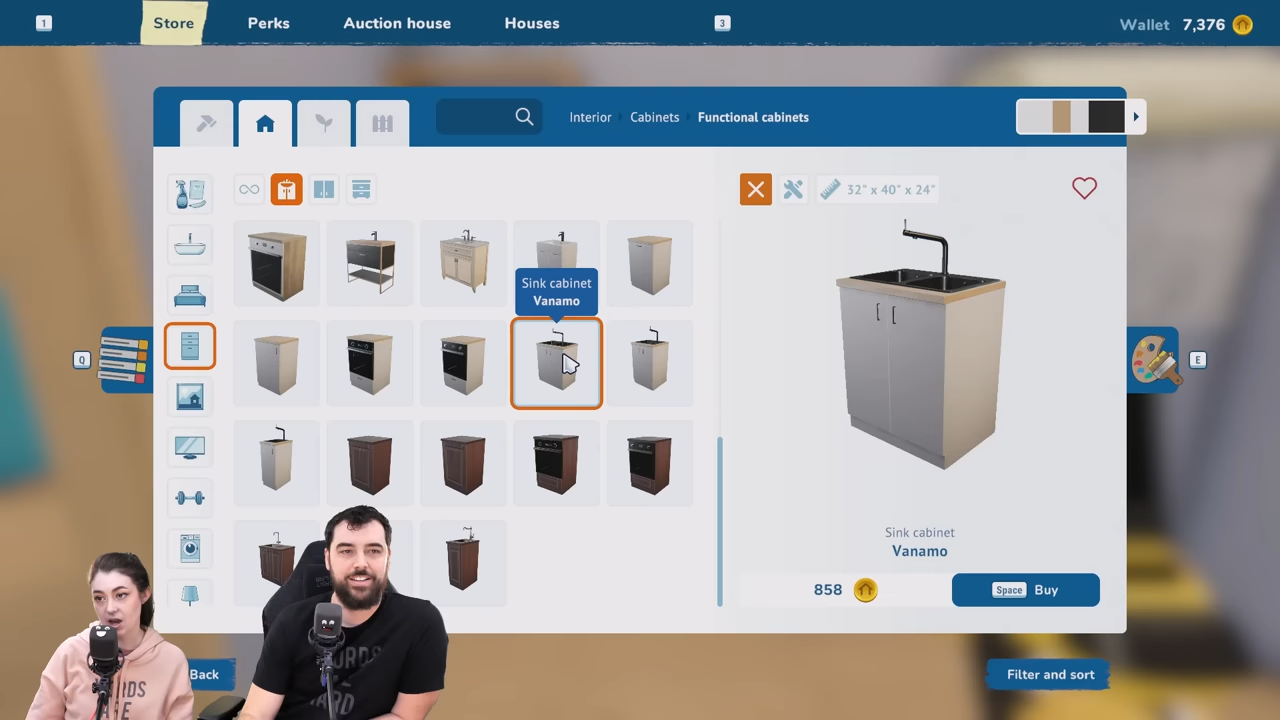 1
Store
Perks
Auction house
Houses
3
Wallet 7,376
Interior
Cabinets
Functional cabinets
32" x 40" x 24"
Sink cabinet
Vanamo
Q
E
Sink cabinet
Vanamo
858
Space Buy
Back
Filter and sort